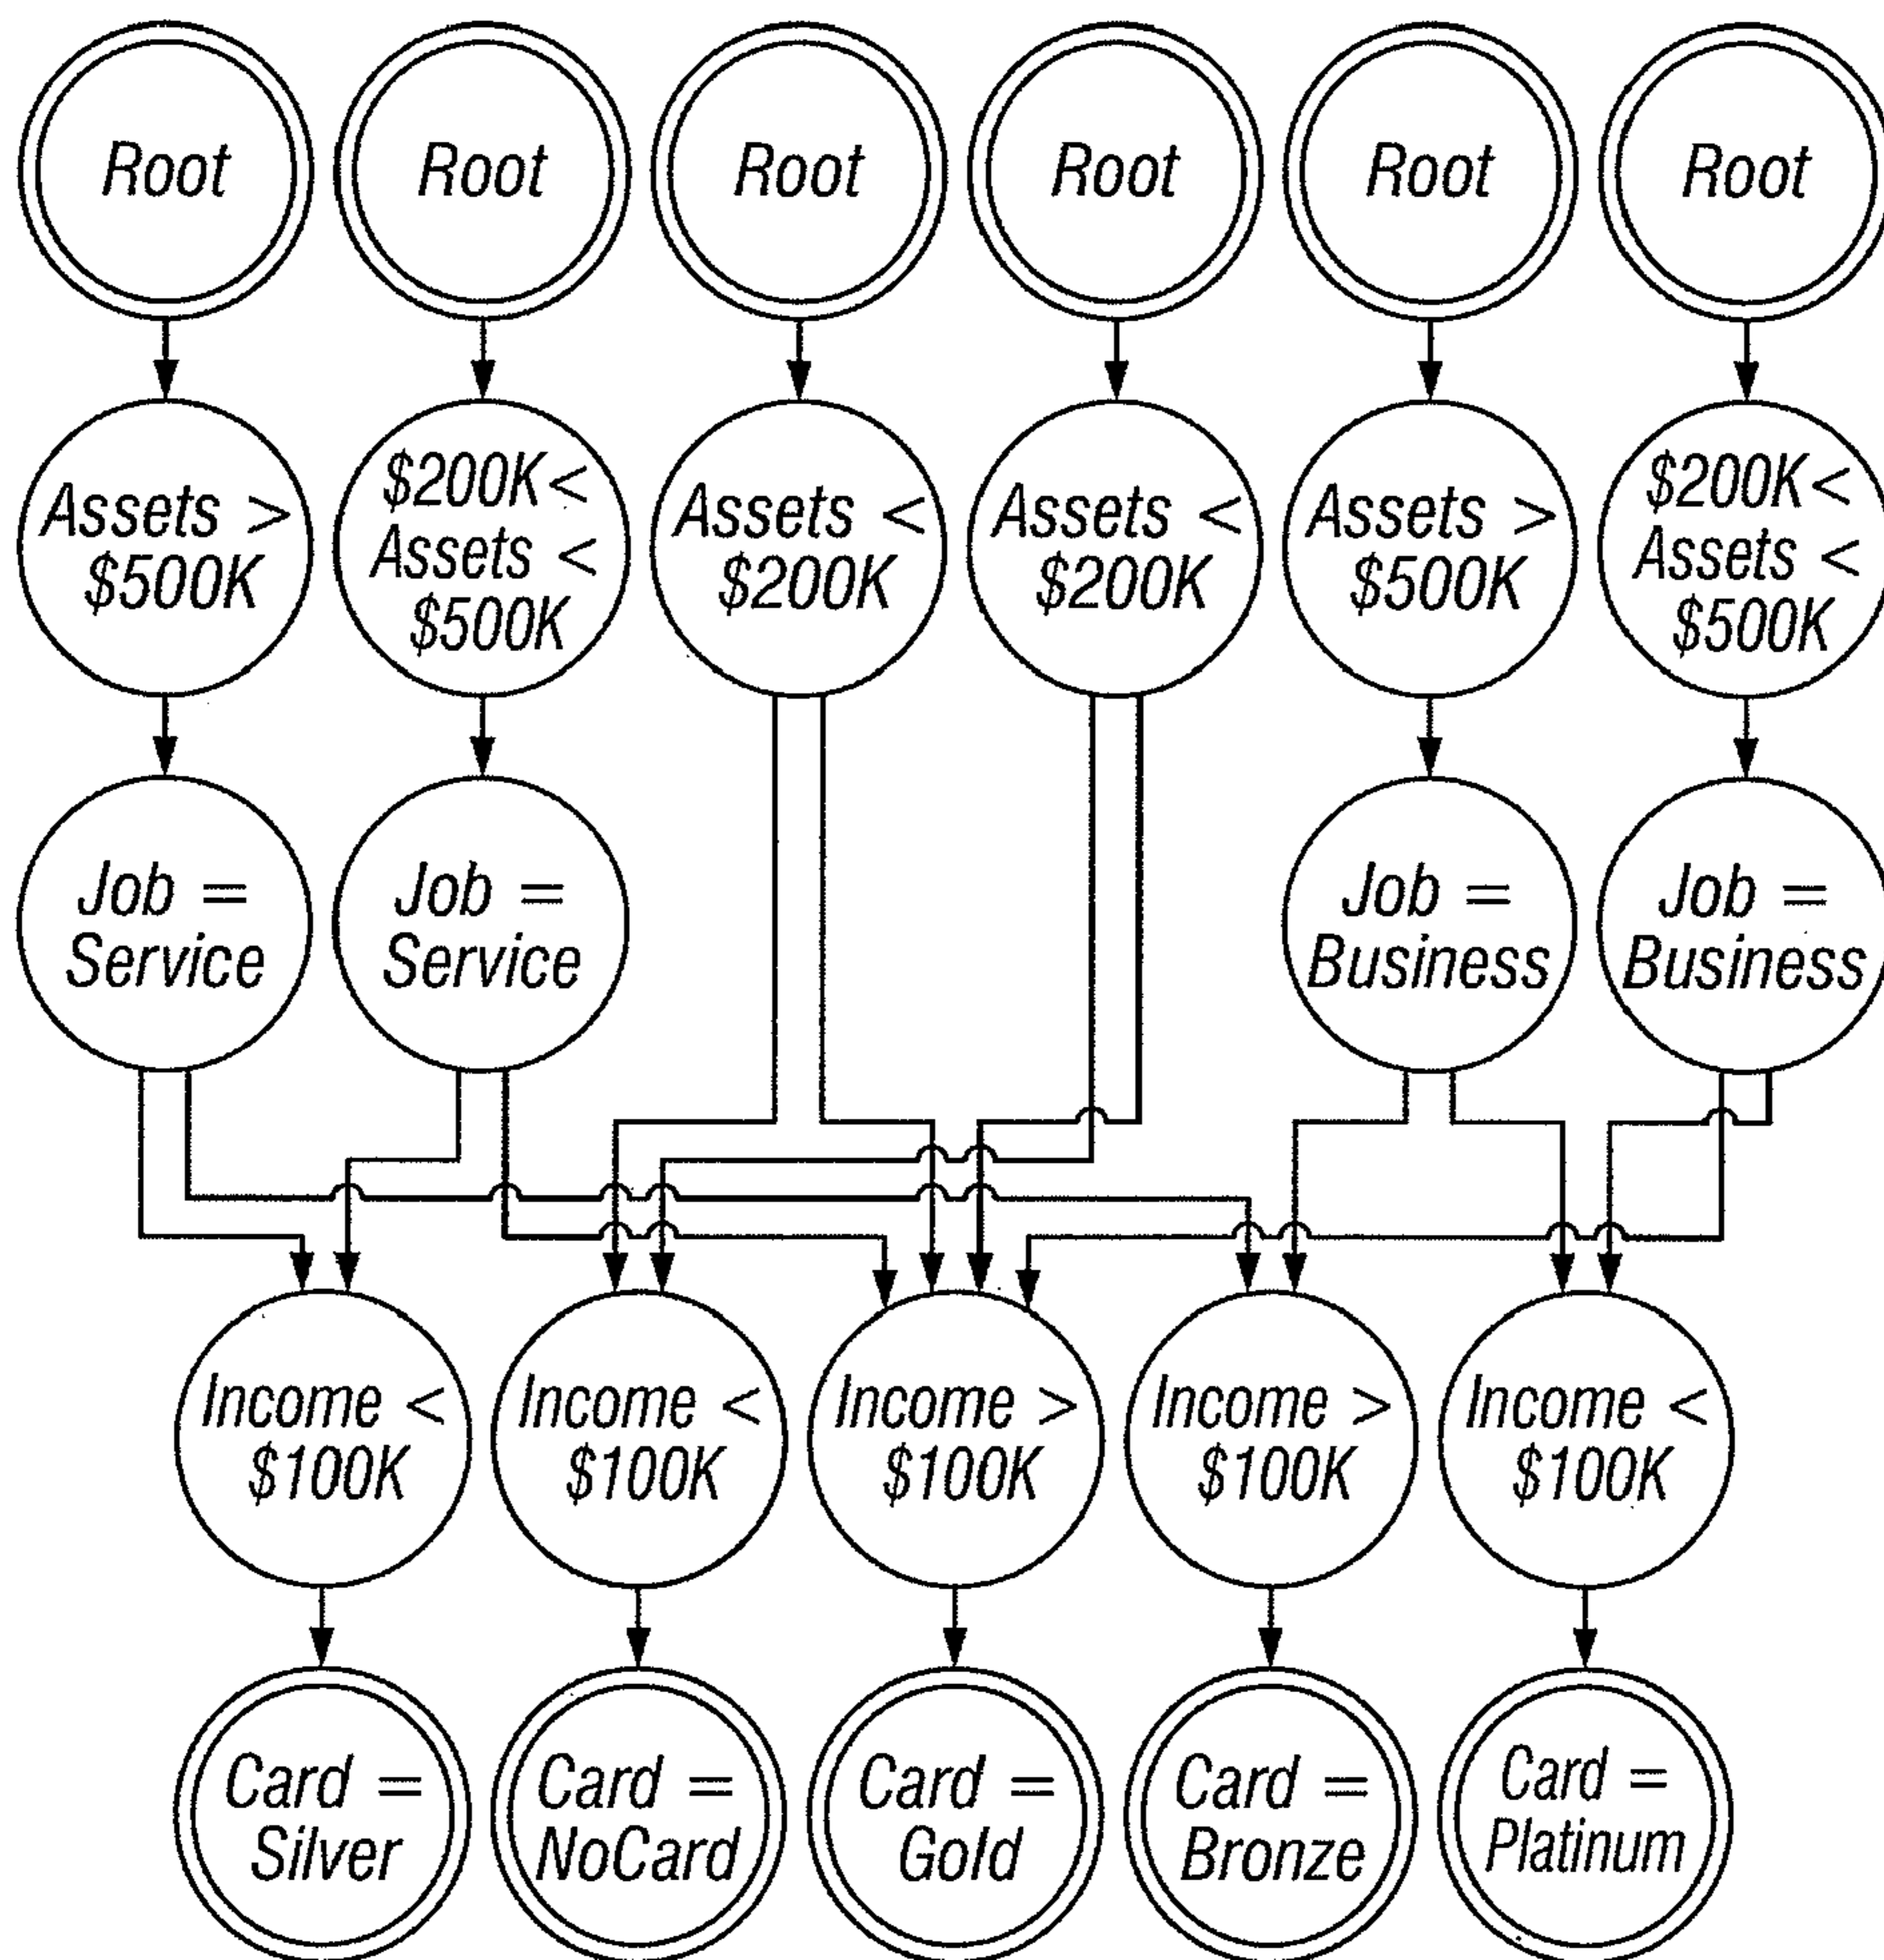 Root
Root
Root
Root
Root
Root
Assets >
$500K
$200K<
Assets <
$500K
Assets <
$200K
Assets <
$200K
Assets >
$500K
$200K<
Assets <
$500K
Job =
Service
Job =
Service
Job =
Business
Job =
Business
Income <
$100K
Income <
$100K
Income >
$100K
Income >
$100K
Income <
$100K
Card =
Silver
Card =
NoCard
Card =
Gold
Card =
Bronze
Card =
Platinum